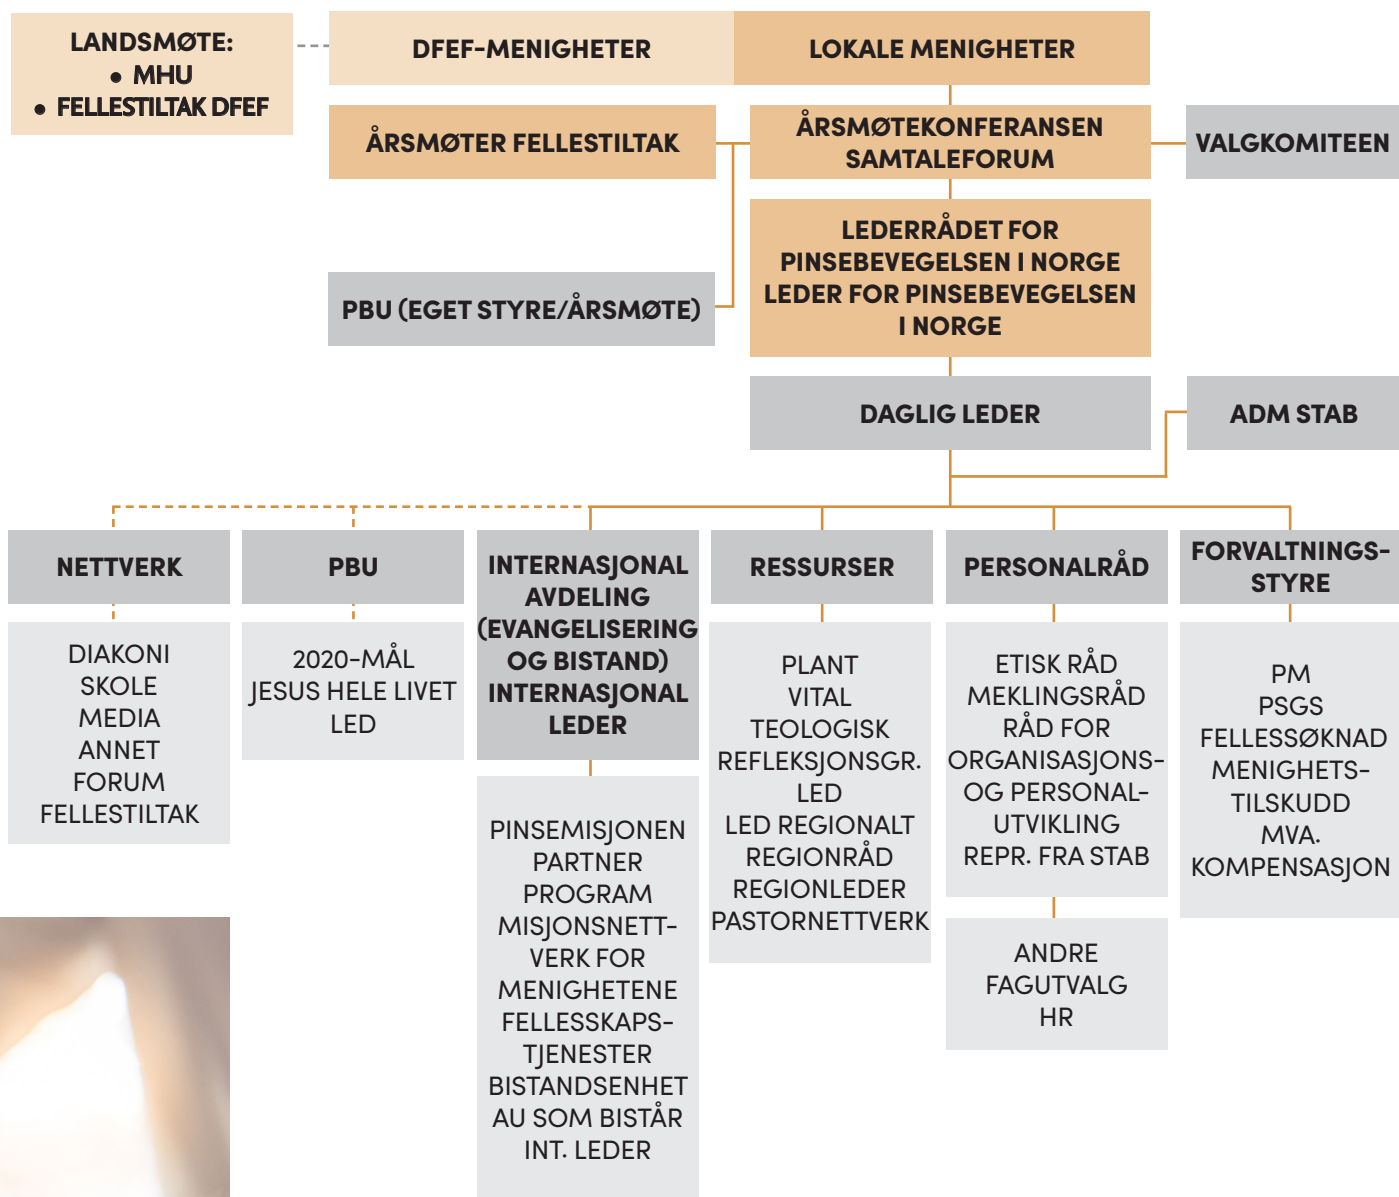 LANDSMØTE:
● MHU
● FELLESTILTAK DFEF
DFEF-MENIGHETER
LOKALE MENIGHETER
ÅRSMØTER FELLESTILTAK
ÅRSMØTEKONFERANSEN
SAMTALEFORUM
VALGKOMITEEN
LEDERRÅDET FOR
PINSEBEVEGELSEN I NORGE
LEDER FOR PINSEBEVEGELSEN
I NORGE
PBU (EGET STYRE/ÅRSMØTE)
DAGLIG LEDER
ADM STAB
NETTVERK
DIAKONI
SKOLE
MEDIA
ANNET
FORUM
FELLESTILTAK
PBU
2020-MÅL
JESUS HELE LIVET
LED
INTERNASJONAL
AVDELING
(EVANGELISERING
OG BISTAND)
INTERNASJONAL
LEDER
PINSEMISJONEN
PARTNER
PROGRAM
MISJONSNETT-
VERK FOR
MENIGHETENE
FELLESSKAPS-
TJENESTER
BISTANDSENHET
AU SOM BISTÅR
INT. LEDER
RESSURSER
PLANT
VITAL
TEOLOGISK
REFLEKSJONSGR.
LED
LED REGIONALT
REGIONRÅD
REGIONLEDER
PASTORNETTVERK
PERSONALRÅD
ETISK RÅD
MEKLINGSRÅD
RÅD FOR
ORGANISASJONS-
OG PERSONAL-
UTVIKLING
REPR. FRA STAB
ANDRE
FAGUTVALG
HR
FORVALTNINGS-
STYRE
PM
PSGS
FELLESSØKNAD
MENIGHETS-
TILSKUDD
MVA.
KOMPENSASJON